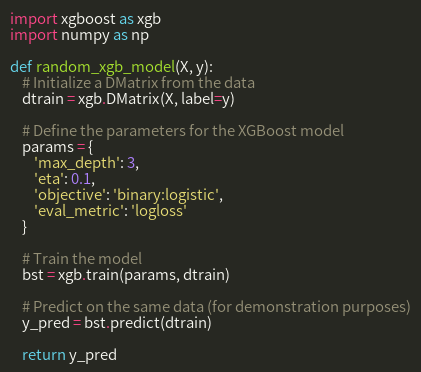 import xgboost as xgb
import numpy as np

def random_xgb_model(X, y):
    # Initialize a DMatrix from the data
    dtrain = xgb.DMatrix(X, label=y)

    # Define the parameters for the XGBoost model
    params = {
        'max_depth': 3,
        'eta': 0.1,
        'objective': 'binary:logistic',
        'eval_metric': 'logloss'
    }

    # Train the model
    bst = xgb.train(params, dtrain)

    # Predict on the same data (for demonstration purposes)
    y_pred = bst.predict(dtrain)

    return y_pred